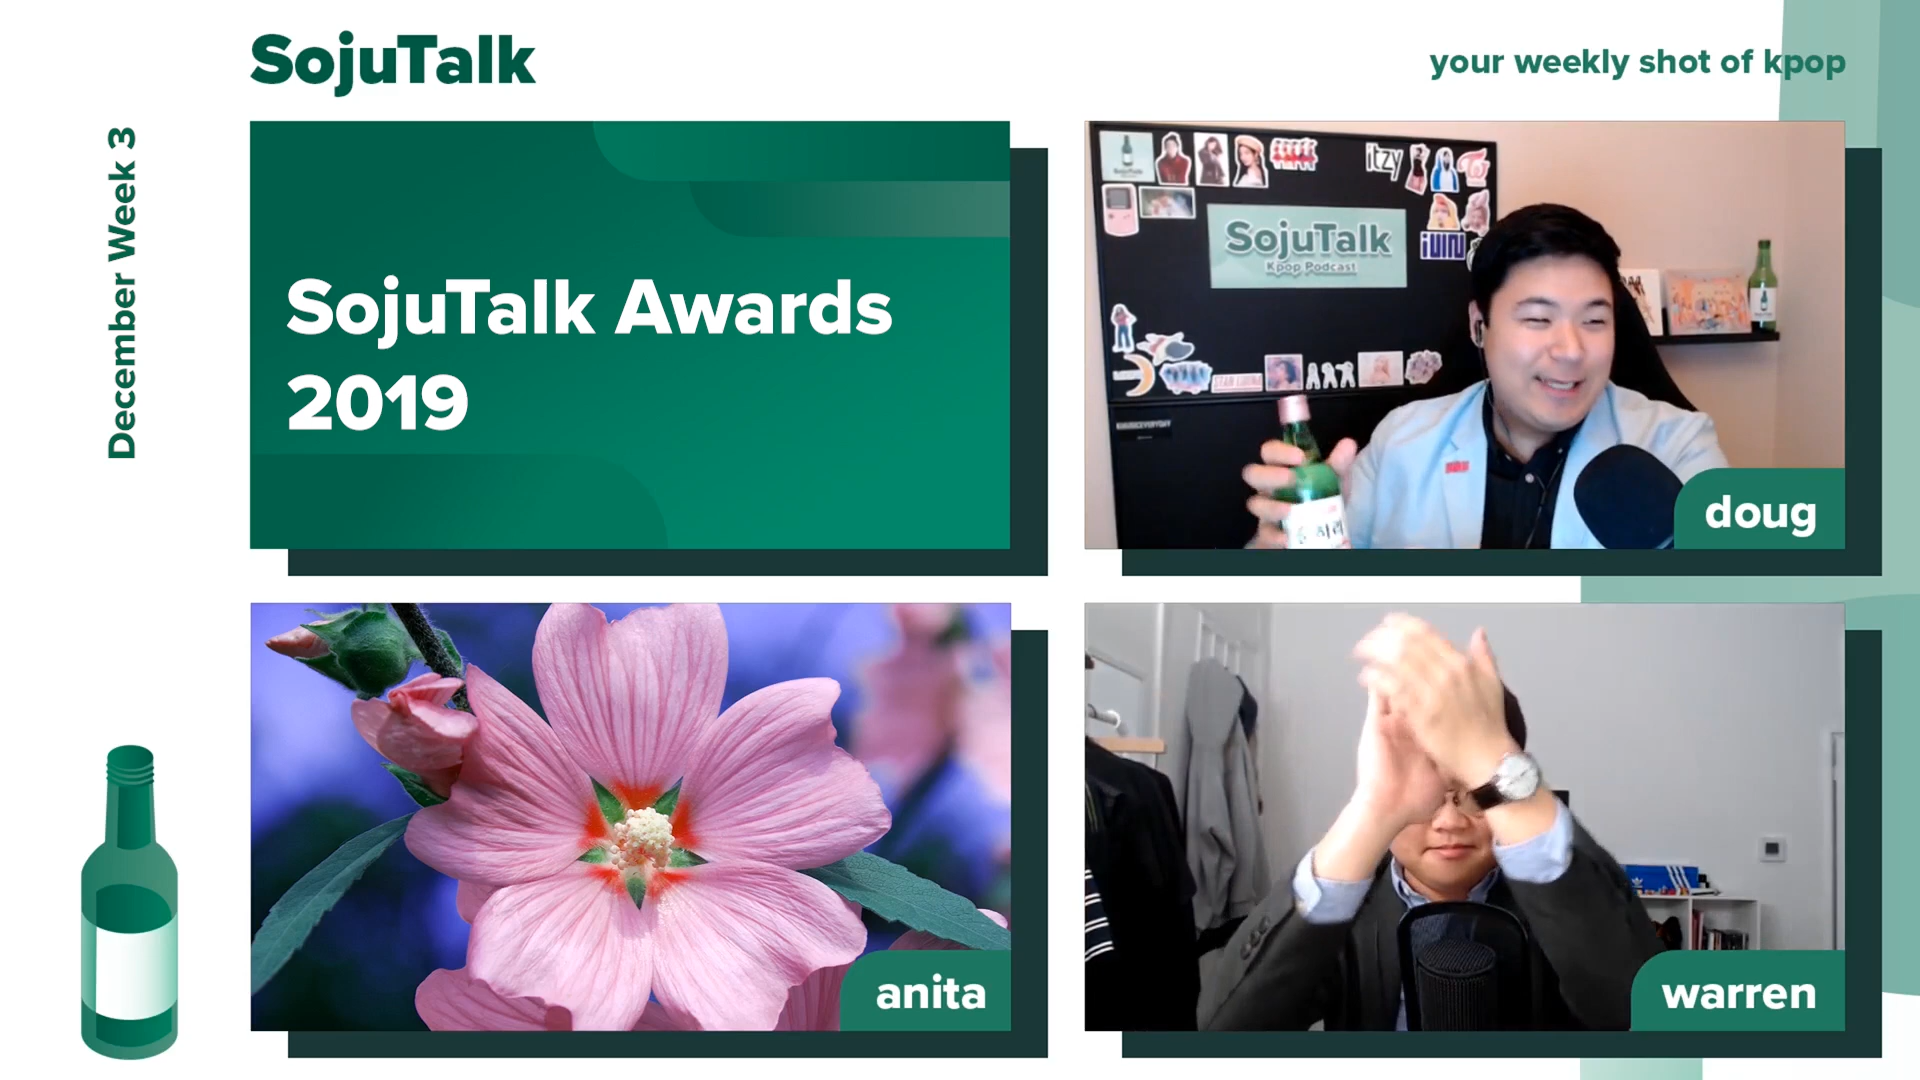 SojuTalk
your weekly shot of kpop
December Week 3
SojuTalk Awards
2019
itzy
SojuTalk
Kpop Podcast
doug
anita
warren